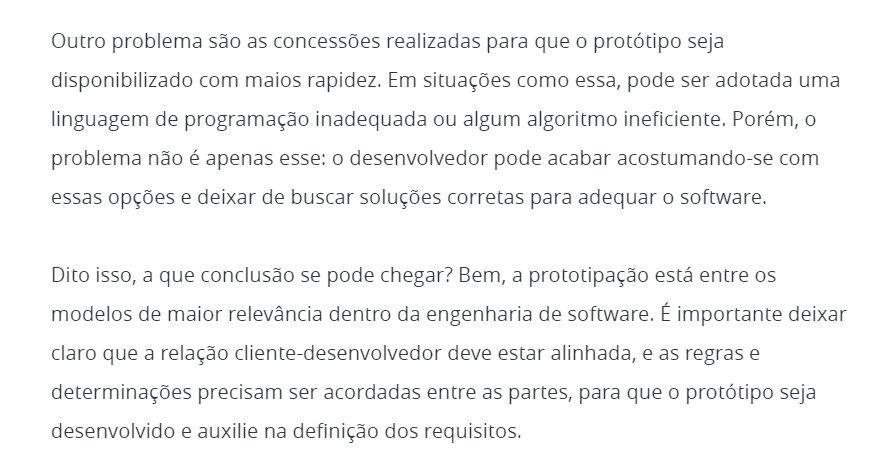 Outro problema são as concessões realizadas para que o protótipo seja
disponibilizado com maios rapidez. Em situações como essa, pode ser adotada uma
linguagem de programação inadequada ou algum algoritmo ineficiente. Porém, o
problema não é apenas esse: o desenvolvedor pode acabar acostumando-se com
essas opções e deixar de buscar soluções corretas para adequar o software.
Dito isso, a que conclusão se pode chegar? Bem, a prototipação está entre os
modelos de maior relevância dentro da engenharia de software. É importante deixar
claro que a relação cliente-desenvolvedor deve estar alinhada, e as regras e
determinações precisam ser acordadas entre as partes, para que o protótipo seja
desenvolvido e auxilie na definição dos requisitos.